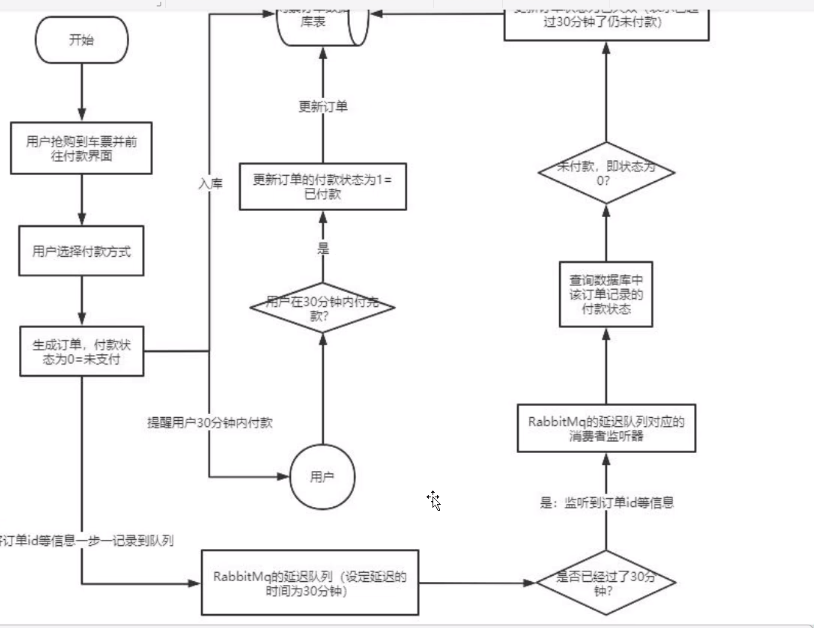 开始
库表
过30分钟了仍未付款）
更新订单
用户抢购到车票并前
往付款界面
未付款，即状态为
0？
入库
更新订单的付款状态为1=
已付款
用户选择付款方式
是
查询数据库中
该订单记录的
付款状态
用户在30分钟内付完
款？
生成订单，付款状
态为0=未支付
提醒用户30分钟内付款
RabbitMq的延迟队列对应的
消费者监听器
用户
是：监听到订单id等信息
订单id等信息一步一记录到队列
RabbitMq的延迟队列（设定延迟的
时间为30分钟）
是否已经过了30分
钟？